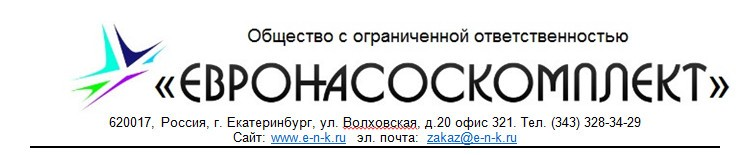 Общество с ограниченной ответственностью
«ЕВРОНАСОСКОМПЛЕКТ»
620017, Россия, г. Екатеринбург, ул. Волховская, д.20 офис 321. Тел. (343) 328-34-29
Сайт: www.e-n-k.ru эл. почта: zakaz@e-n-k.ru